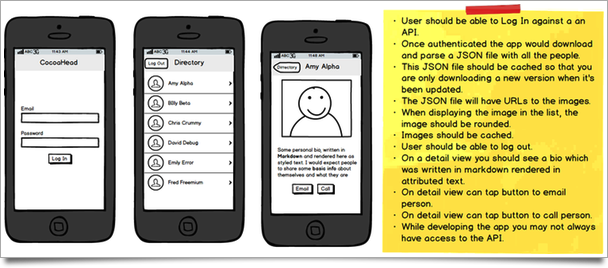 ABC 3G 11:43 AM
CocoaHead
Email
Password
Log In
ABC 3G 11:44 AM
Log Out Directory
Amy Alpha
Billy Beta
Chris Crummy
David Debug
Emily Error
Fred Freemium
ABC 3G 11:48 AM
Directory Amy Alpha
Some personal bio, written in
Markdown and rendered here as
styled text. I would expect people
to share some basic info about
themselves and what they are
Email Call
• User should be able to Log In against a an
API.
• Once authenticated the app would download
and parse a JSON file with all the people.
• This JSON file should be cached so that you
are only downloading a new version when it's
been updated.
• The JSON file will have URLs to the images.
• When displaying the image in the list, the
image should be rounded.
• Images should be cached.
• User should be able to log out.
• On a detail view you should see a bio which
was written in markdown rendered in
attributed text.
• On detail view can tap button to email
person.
• On detail view can tap button to call person.
• While developing the app you may not always
have access to the API.